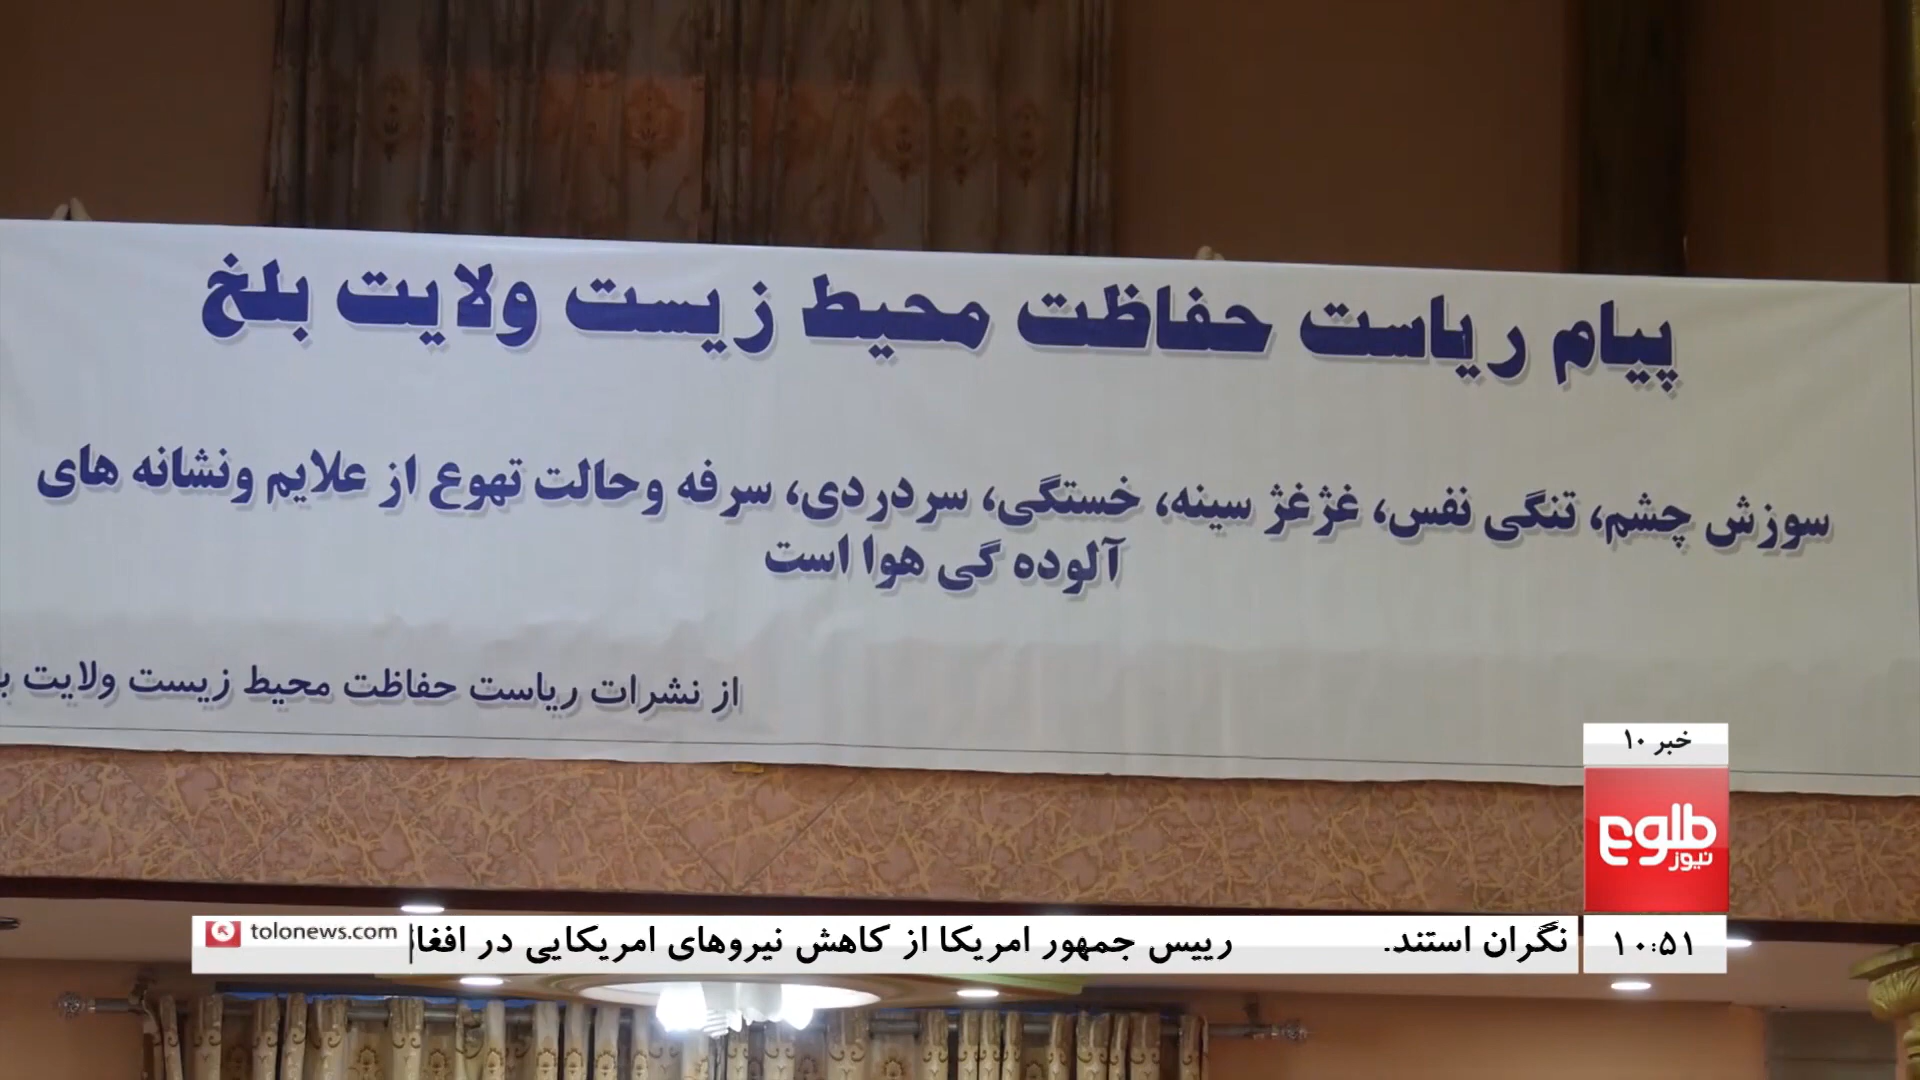 پیام ریاست حفاظت محیط زیست ولایت بلخ
سوزش چشم، تنگی نفس، غژغژ سینه، خستگی، سردردی، سرفه وحالت تهوع از علایم ونشانه های
آلوده گی هوا است
از نشرات ریاست حفاظت محیط زیست ولایت
خبر ۱۰
طلوع
نیوز
۱۰:۵۱
نگران استند. رییس جمهور امریکا از کاهش نیروهای امریکایی در
tolonews.com